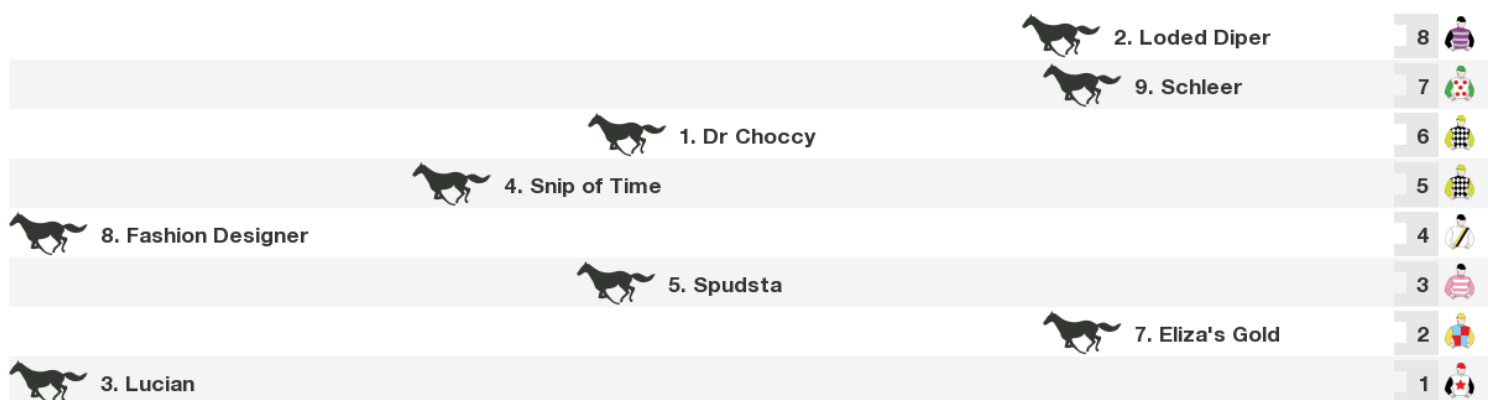 2. Loded Diper 8
9. Schleer 7
1. Dr Choccy 6
4. Snip of Time 5
8. Fashion Designer 4
5. Spudsta 3
7. Eliza's Gold 2
3. Lucian 1